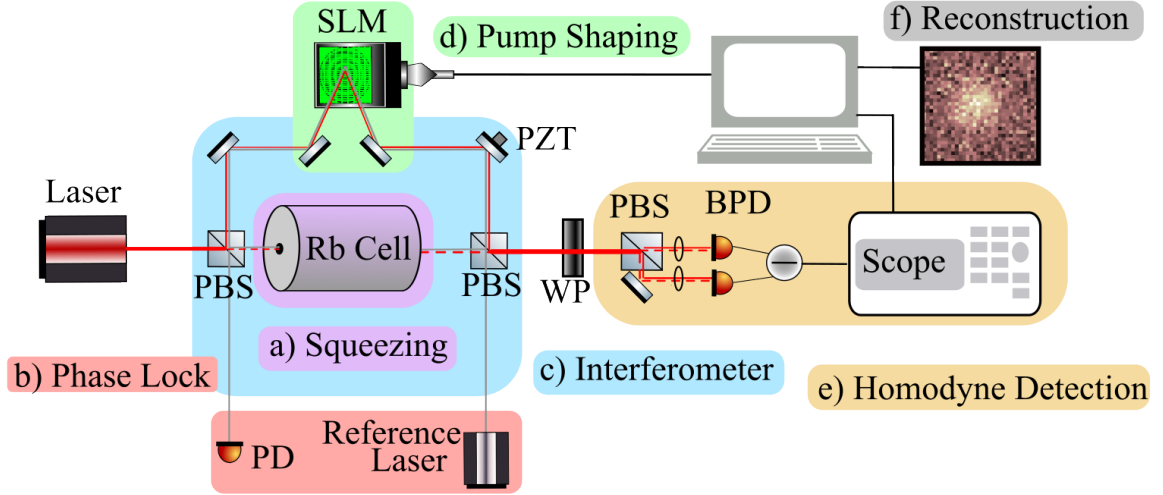 SLM
d) Pump Shaping
f) Reconstruction
PZT
Laser
PBS
BPD
Rb Cell
Scope
PBS
PBS
WP
a) Squeezing
b) Phase Lock
c) Interferometer
e) Homodyne Detection
Reference
Laser
PD